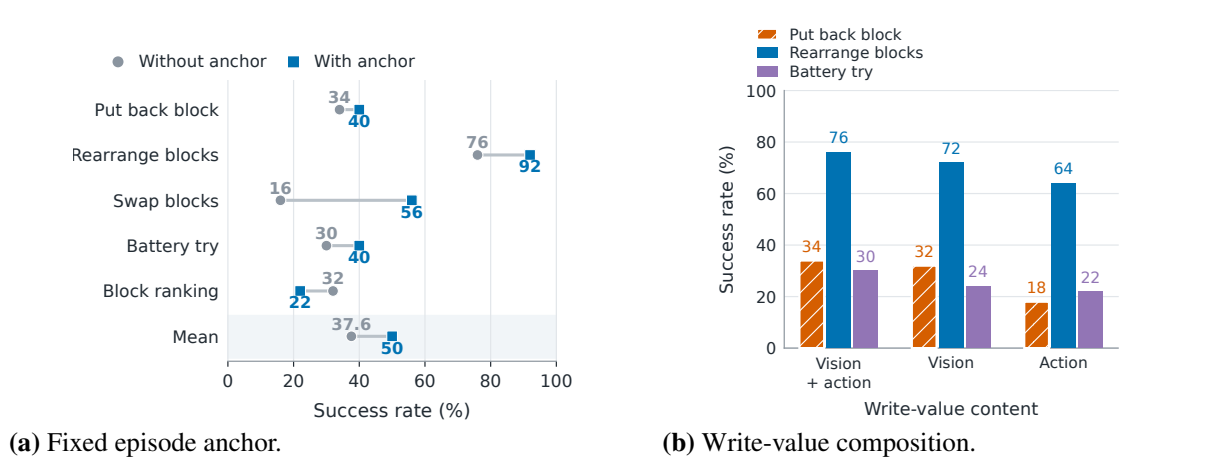 Without anchor
With anchor
Put back block
34
40
Rearrange blocks
76
92
Swap blocks
16
56
Battery try
30
40
Block ranking
32
22
Mean
37.6
50
0 20 40 60 80 100
Success rate (%)
(a) Fixed episode anchor.
Put back block
Rearrange blocks
Battery try
Success rate (%)
100
80
60
40
20
0
34 76 30
32 72 24
18 64 22
Vision
+ action
Vision
Action
Write-value content
(b) Write-value composition.